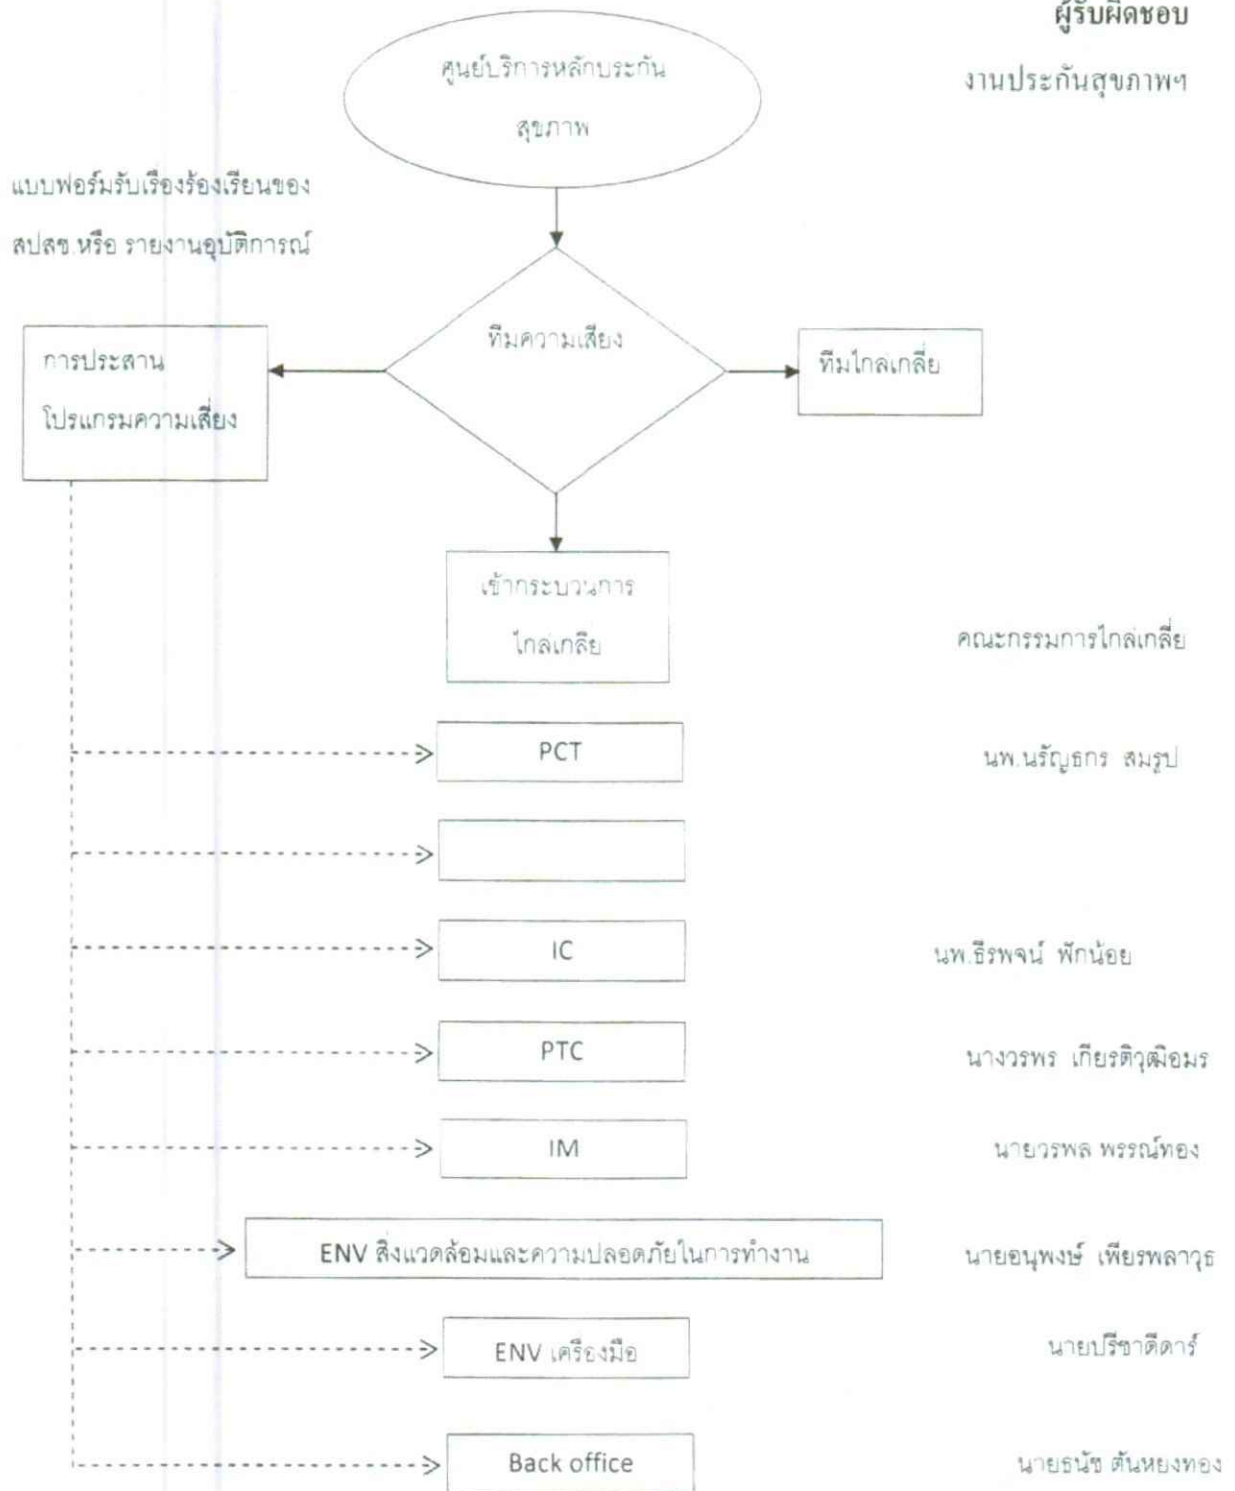 ผู้รับผิดชอบ
ศูนย์บริการหลักประกัน
สุขภาพ
งานประกันสุขภาพฯ
แบบฟอร์มรับเรื่องร้องเรียนของ
สปสช.หรือ รายงานอุบัติการณ์
ทีมความเสี่ยง
การประสาน
โปรแกรมความเสี่ยง
ทีมไกล่เกลี่ย
เข้ากระบวนการ
ไกล่เกลี่ย
คณะกรรมการไกล่เกลี่ย
PCT
นพ.นรัญธกร สมรูป
IC
นพ.ธีรพจน์ ฟักน้อย
PTC
นางวรพร เกียรติวุฒิอมร
IM
นายวรพล พรรณ์ทอง
ENV สิ่งแวดล้อมและความปลอดภัยในการทำงาน
นายอนุพงษ์ เพียรพลาวุธ
ENV เครื่องมือ
นายปรีชาดีดาร์
Back office
นายธนัช ตันหยงทอง